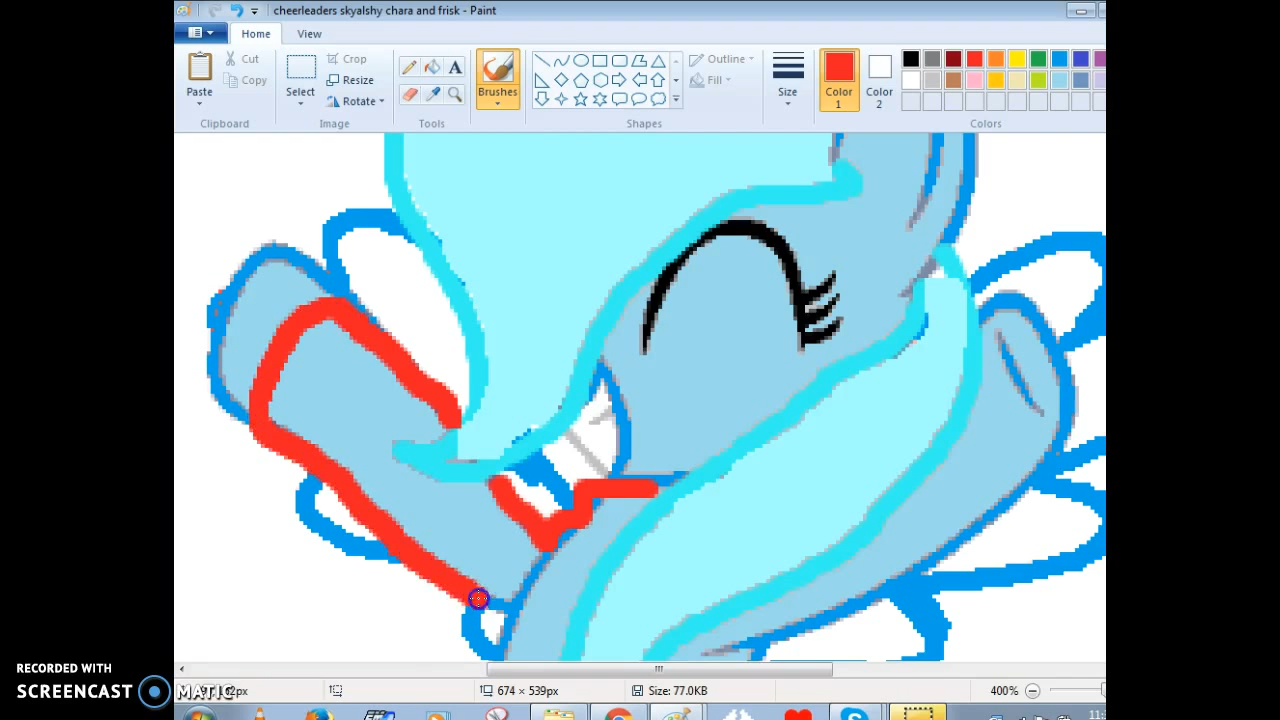 cheerleaders skyalshy chara and frisk - Paint
Home View
Paste
Cut
Copy
Clipboard
Select
Crop
Resize
Rotate
Image
A
Tools
Brushes
Outline
Fill
Shapes
Size
Color 1
Color 2
Colors
RECORDED WITH
SCREENCAST MATIC
674 × 539px
Size: 77.0KB
400%